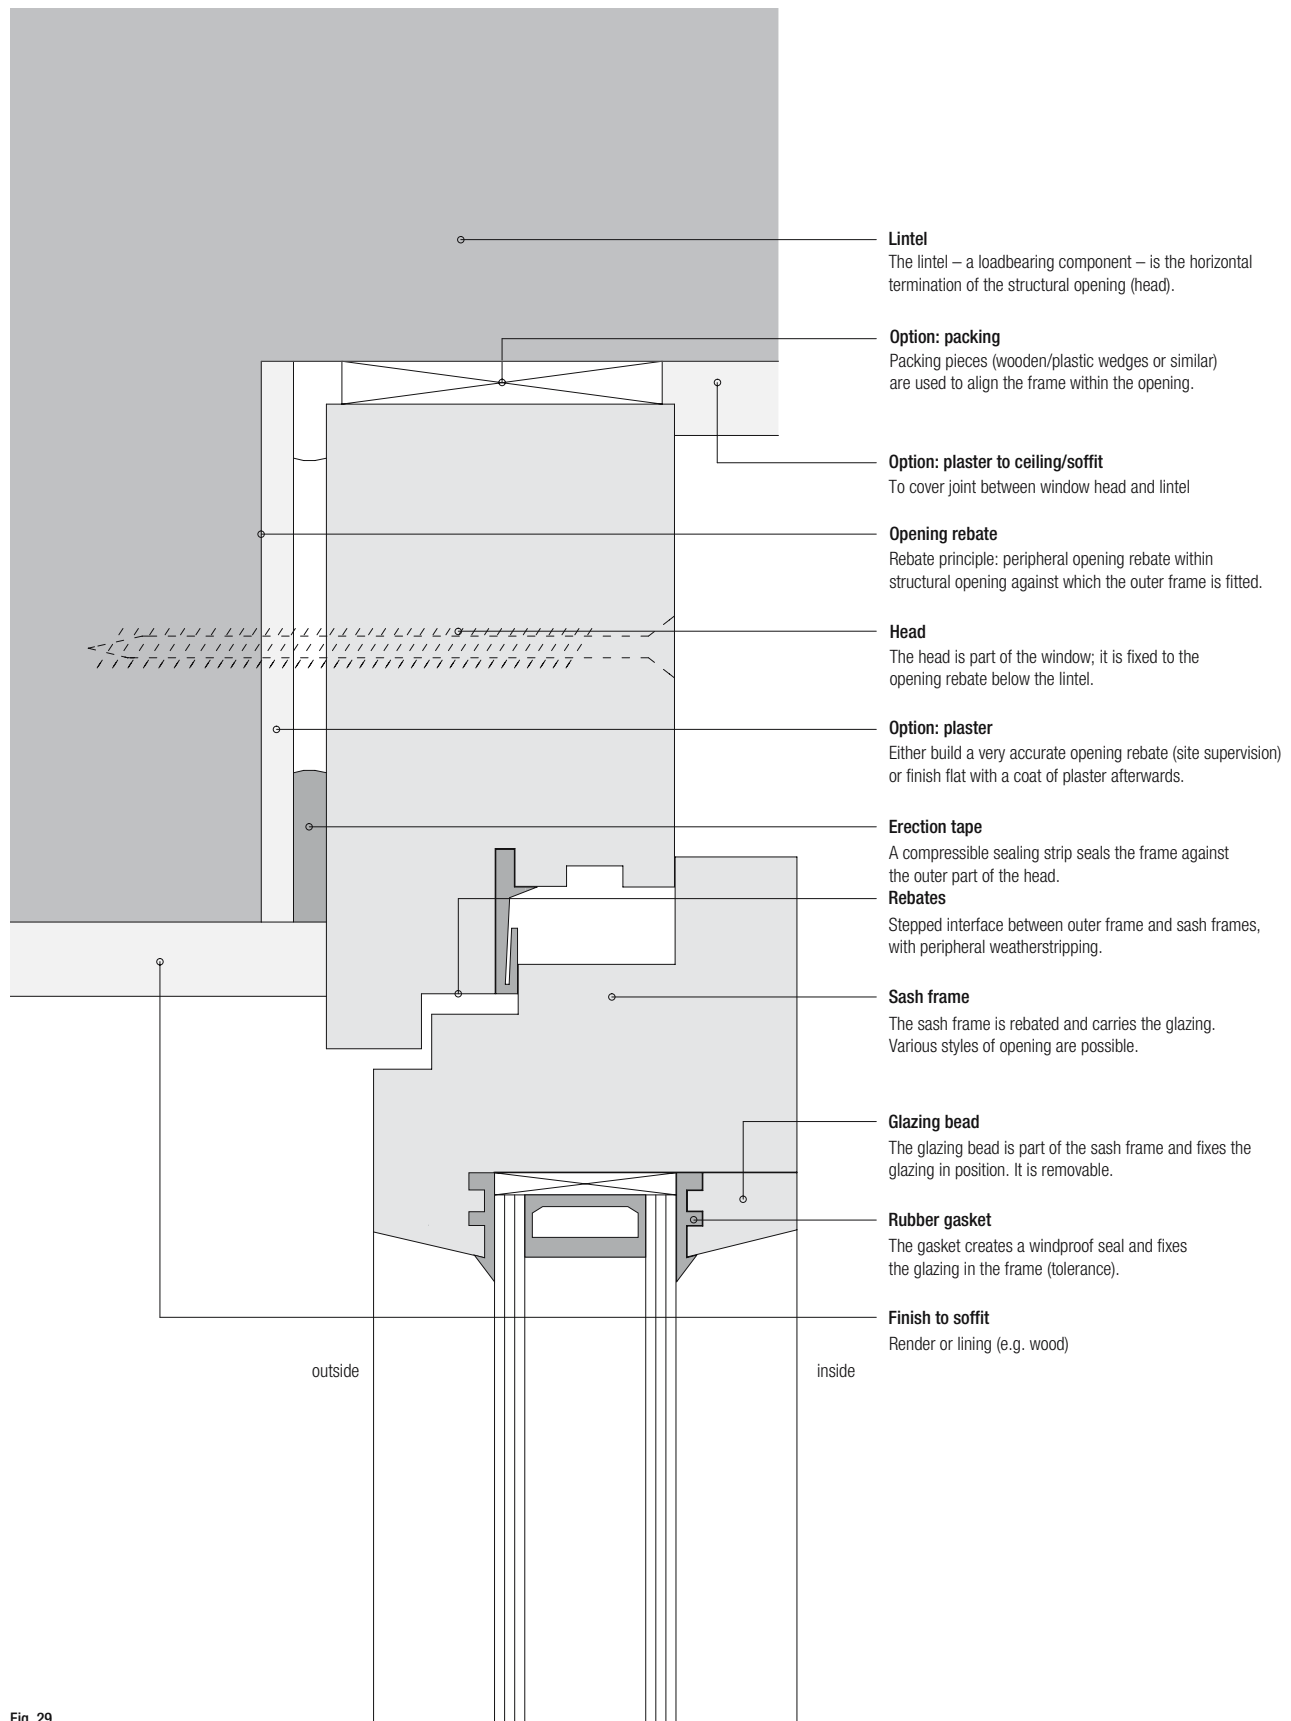 Lintel
The lintel – a loadbearing component – is the horizontal
termination of the structural opening (head).
Option: packing
Packing pieces (wooden/plastic wedges or similar)
are used to align the frame within the opening.
Option: plaster to ceiling/soffit
To cover joint between window head and lintel
Opening rebate
Rebate principle: peripheral opening rebate within
structural opening against which the outer frame is fitted.
Head
The head is part of the window; it is fixed to the
opening rebate below the lintel.
Option: plaster
Either build a very accurate opening rebate (site supervision)
or finish flat with a coat of plaster afterwards.
Erection tape
A compressible sealing strip seals the frame against
the outer part of the head.
Rebates
Stepped interface between outer frame and sash frames,
with peripheral weatherstripping.
Sash frame
The sash frame is rebated and carries the glazing.
Various styles of opening are possible.
Glazing bead
The glazing bead is part of the sash frame and fixes the
glazing in position. It is removable.
Rubber gasket
The gasket creates a windproof seal and fixes
the glazing in the frame (tolerance).
Finish to soffit
Render or lining (e.g. wood)
outside
inside
Fig. 29